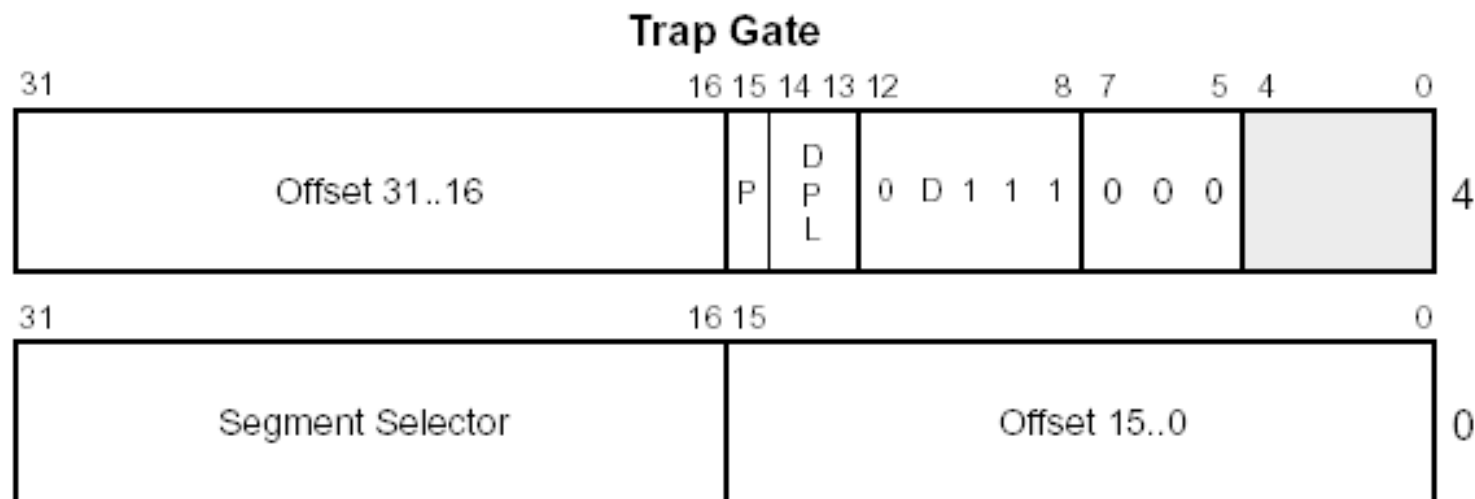 Trap Gate
31 16 15 14 13 12 8 7 5 4 0
Offset 31..16 P DPL 0 D 1 1 1 0 0 0 4
31 16 15 0
Segment Selector Offset 15..0 0